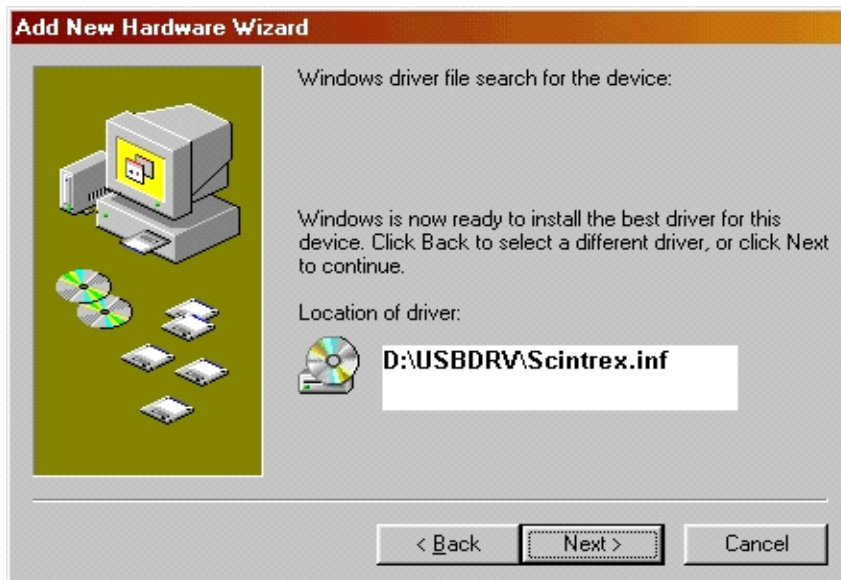 Add New Hardware Wizard
Windows driver file search for the device:
Windows is now ready to install the best driver for this
device. Click Back to select a different driver, or click Next
to continue.
Location of driver:
D:\USBDRV\Scintrex.inf
< Back Next > Cancel